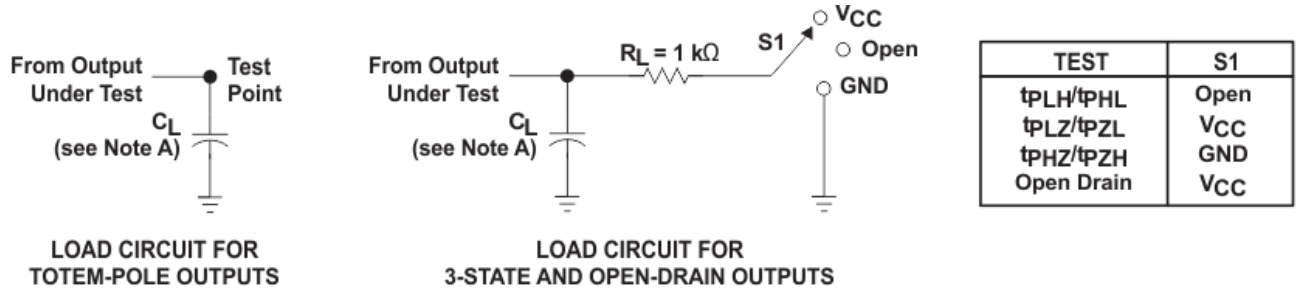 From Output
Under Test
Test
Point
CL
(see Note A)
LOAD CIRCUIT FOR
TOTEM-POLE OUTPUTS
From Output
Under Test
RL = 1 kΩ
S1
VCC
Open
GND
CL
(see Note A)
LOAD CIRCUIT FOR
3-STATE AND OPEN-DRAIN OUTPUTS
TEST S1
tPLH/tPHL Open
tPLZ/tPZL VCC
tPHZ/tPZH GND
Open Drain VCC